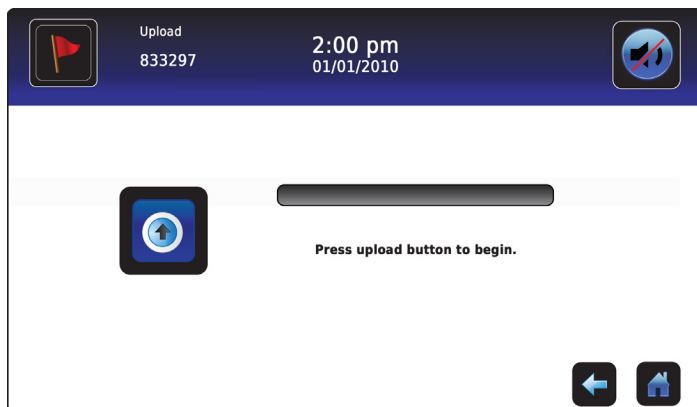 Upload
833297
2:00 pm
01/01/2010
Press upload button to begin.